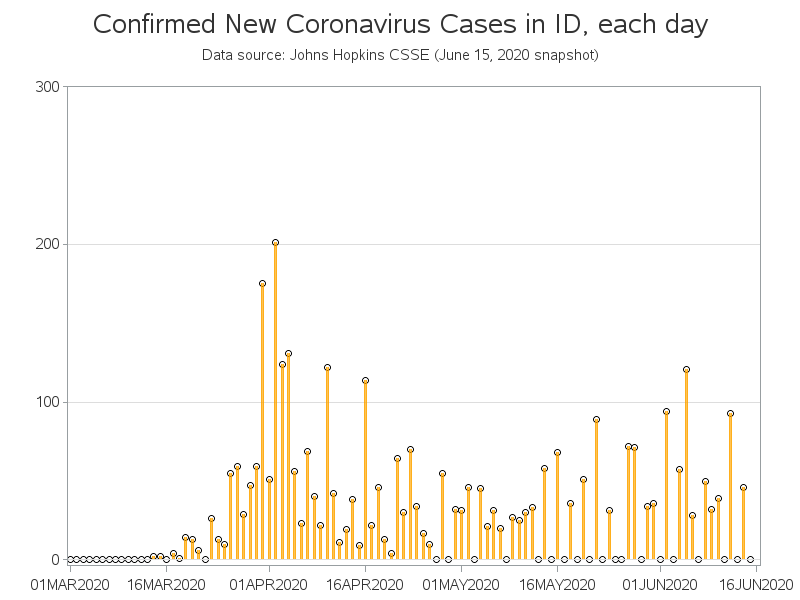 Confirmed New Coronavirus Cases in ID, each day
Data source: Johns Hopkins CSSE (June 15, 2020 snapshot)
300
200
100
0
01MAR2020 16MAR2020 01APR2020 16APR2020 01MAY2020 16MAY2020 01JUN2020 16JUN2020